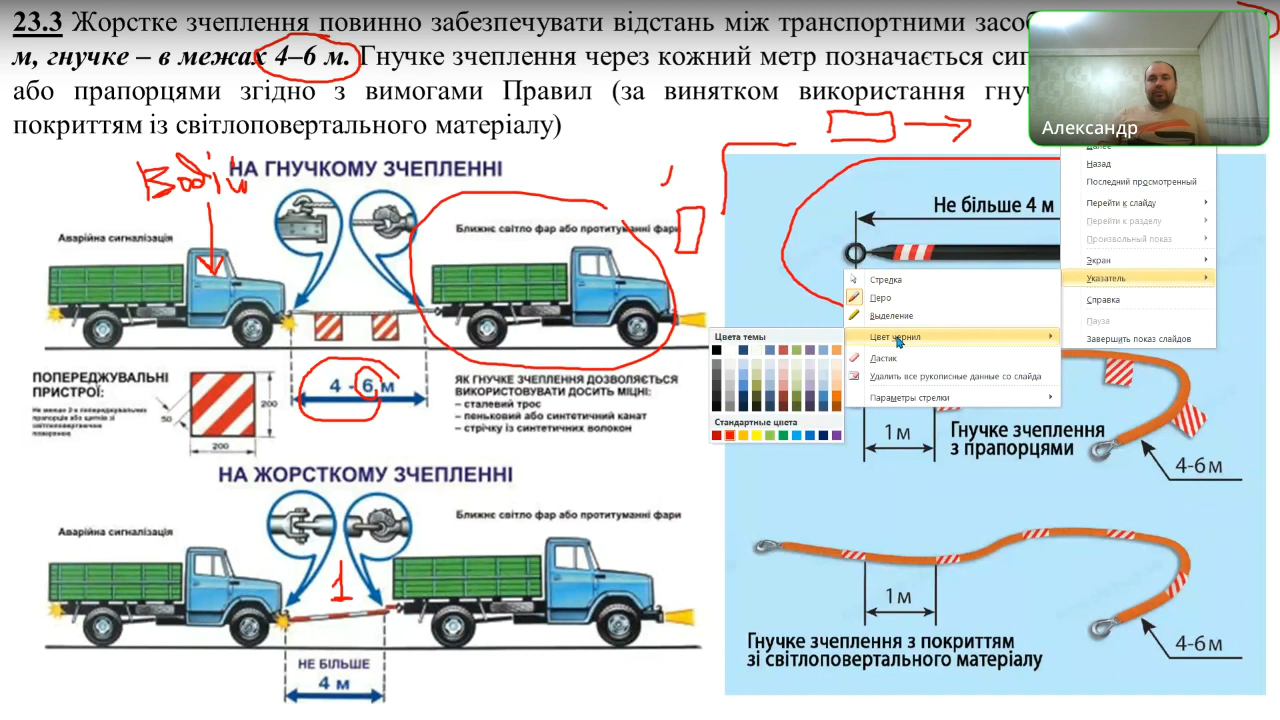 23.3 Жорстке зчеплення повинно забезпечувати відстань між транспортними
м, гнучке – в межах 4–6 м. Гнучке зчеплення через кожний метр позначається
або прапорцями згідно з вимогами Правил (за винятком використання
покриттям із світлоповертального матеріалу)
Александр
Водій
НА ГНУЧКОМУ ЗЧЕПЛЕННІ
Аварійна сигналізація
Ближнє світло фар або протитуманні фари
4 - 6 м
ПОПЕРЕДЖУВАЛЬНІ
ПРИСТРОЇ:
200
50
200
ЯК ГНУЧКЕ ЗЧЕПЛЕННЯ ДОЗВОЛЯЄТЬСЯ
ВИКОРИСТОВУВАТИ ДОСИТЬ МІЦНІ:
– сталевий трос
– пеньковий або синтетичний канат
– стрічку із синтетичних волокон
НА ЖОРСТКОМУ ЗЧЕПЛЕННІ
Аварійна сигналізація
Ближнє світло фар або протитуманні фари
1
НЕ БІЛЬШЕ
4 м
Не більше 4 м
Далее
Назад
Последний просмотренный
Перейти к слайду
Перейти к разделу
Произвольный показ
Экран
Указатель
Справка
Пауза
Завершить показ слайдов
Стрелка
Перо
Выделение
Цвет чернил
Ластик
Удалить все рукописные данные со слайда
Параметры стрелки
Цвета темы
Стандартные цвета
1м
Гнучке зчеплення
з прапорцями
4-6м
1м
Гнучке зчеплення з покриттям
зі світлоповертального матеріалу
4-6м